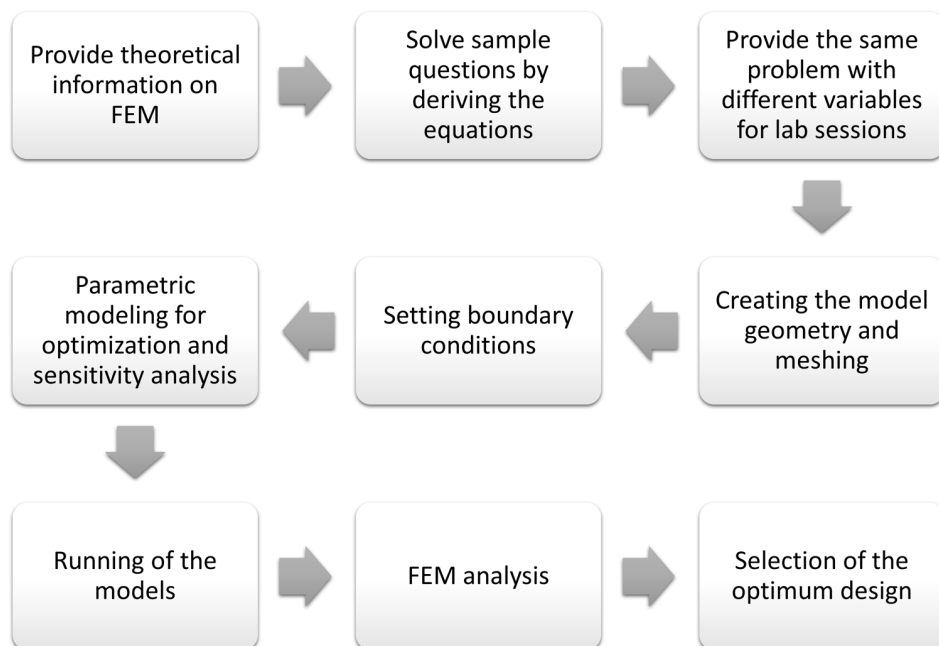 Provide theoretical
information on
FEM
Solve sample
questions by
deriving the
equations
Provide the same
problem with
different variables
for lab sessions
Creating the model
geometry and
meshing
Setting boundary
conditions
Parametric
modeling for
optimization and
sensitivity analysis
Running of the
models
FEM analysis
Selection of the
optimum design